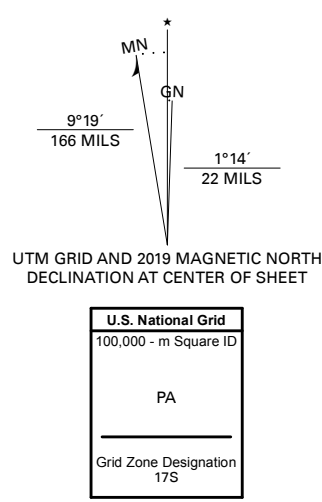 ★
MN
GN
9°19´
166 MILS
1°14´
22 MILS
UTM GRID AND 2019 MAGNETIC NORTH
DECLINATION AT CENTER OF SHEET
U.S. National Grid
100,000 - m Square ID
PA
Grid Zone Designation
17S